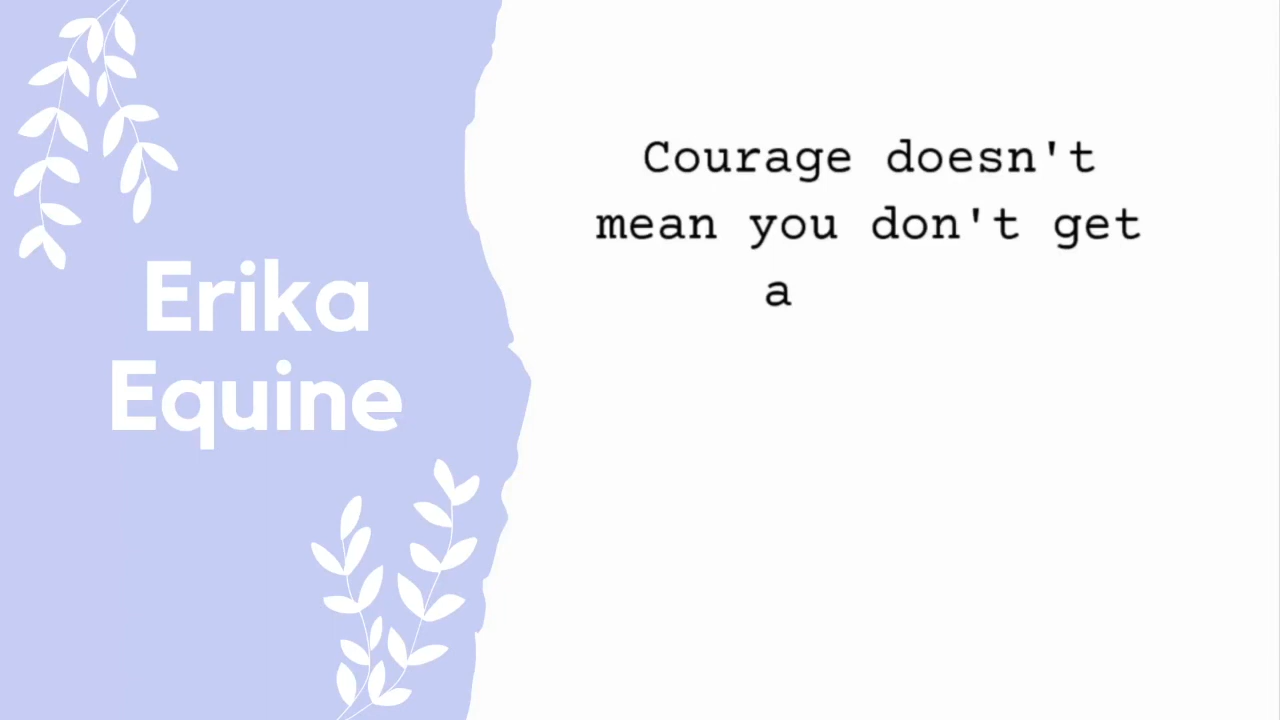 Erika
Equine
Courage doesn't
mean you don't get
a